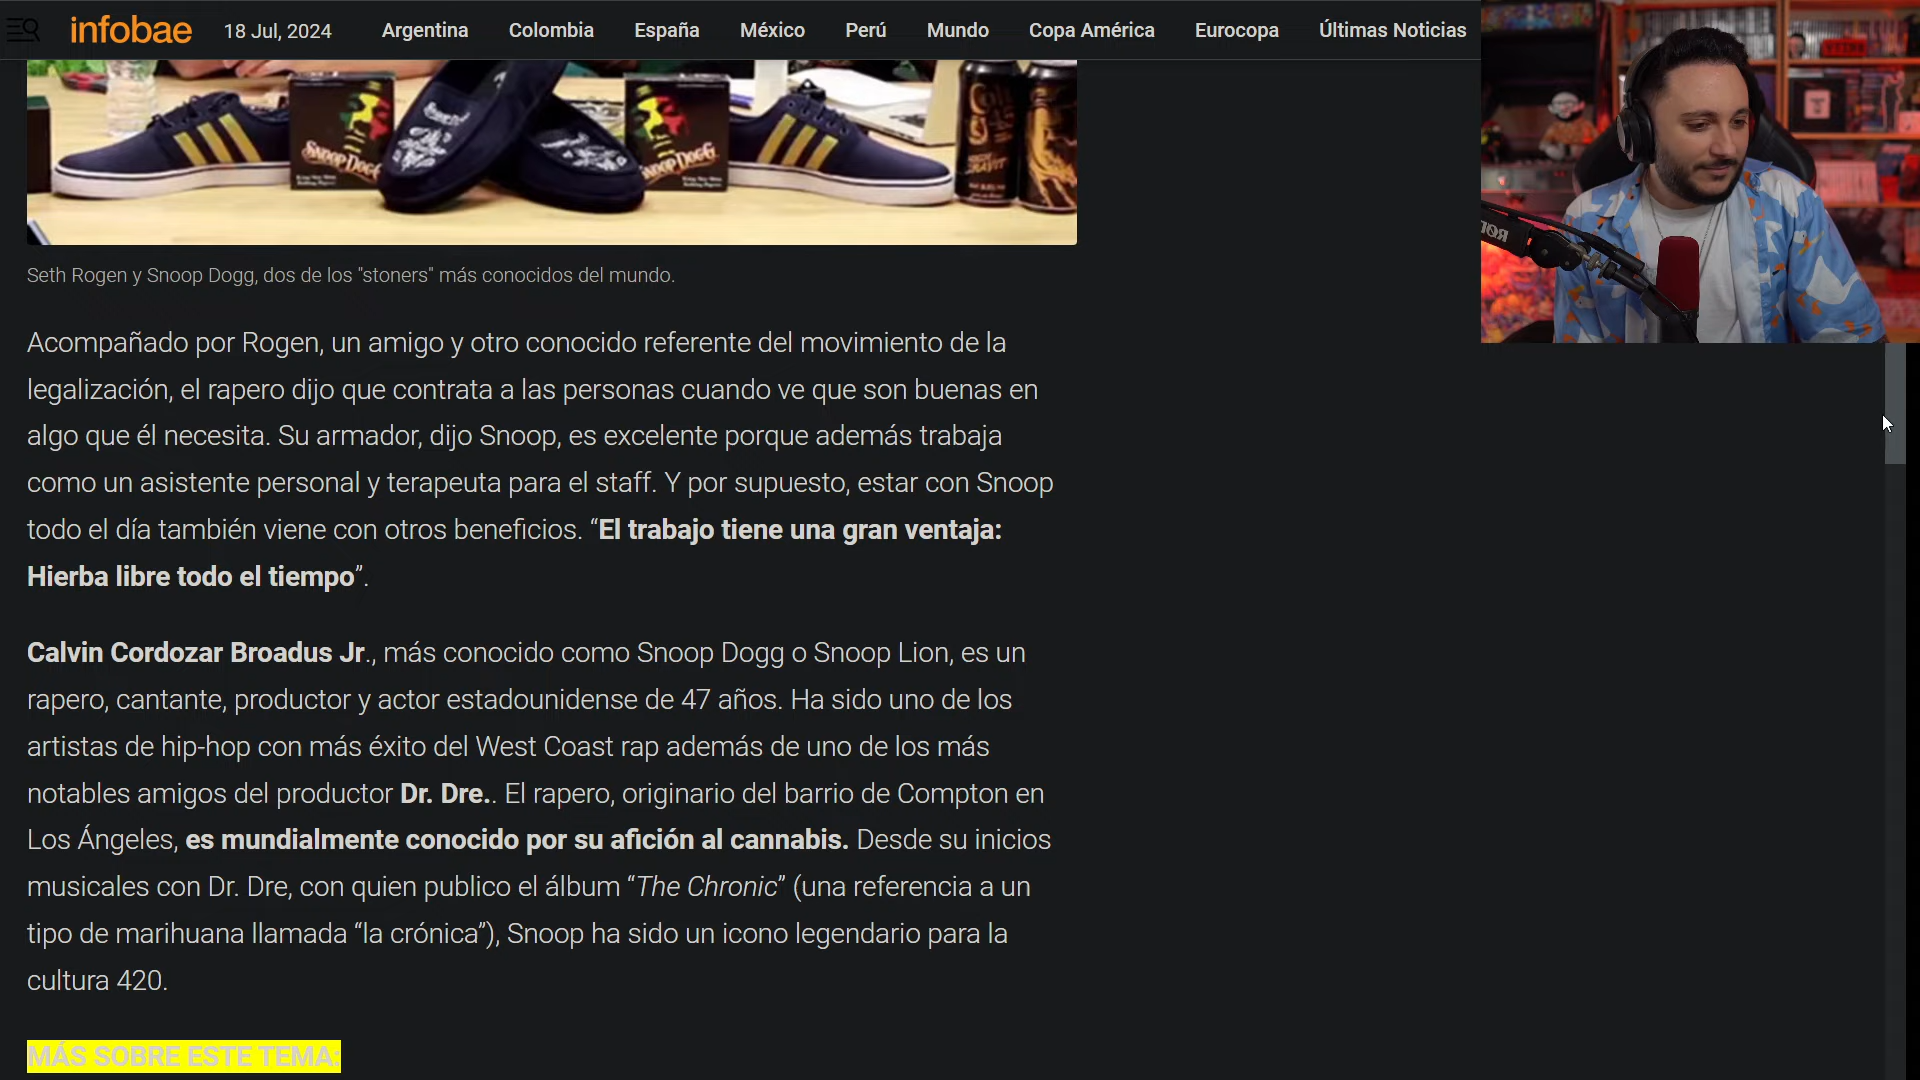 infobae 18 Jul, 2024 Argentina Colombia España México Perú Mundo Copa América Eurocopa Últimas Noticias
SNOOP DOGG
SNOOP DOGG
RØD
Seth Rogen y Snoop Dogg, dos de los "stoners" más conocidos del mundo.
Acompañado por Rogen, un amigo y otro conocido referente del movimiento de la
legalización, el rapero dijo que contrata a las personas cuando ve que son buenas en
algo que él necesita. Su armador, dijo Snoop, es excelente porque además trabaja
como un asistente personal y terapeuta para el staff. Y por supuesto, estar con Snoop
todo el día también viene con otros beneficios. “El trabajo tiene una gran ventaja:
Hierba libre todo el tiempo”.
Calvin Cordozar Broadus Jr., más conocido como Snoop Dogg o Snoop Lion, es un
rapero, cantante, productor y actor estadounidense de 47 años. Ha sido uno de los
artistas de hip-hop con más éxito del West Coast rap además de uno de los más
notables amigos del productor Dr. Dre.. El rapero, originario del barrio de Compton en
Los Ángeles, es mundialmente conocido por su afición al cannabis. Desde su inicios
musicales con Dr. Dre, con quien publico el álbum “The Chronic” (una referencia a un
tipo de marihuana llamada “la crónica”), Snoop ha sido un icono legendario para la
cultura 420.
MÁS SOBRE ESTE TEMA: